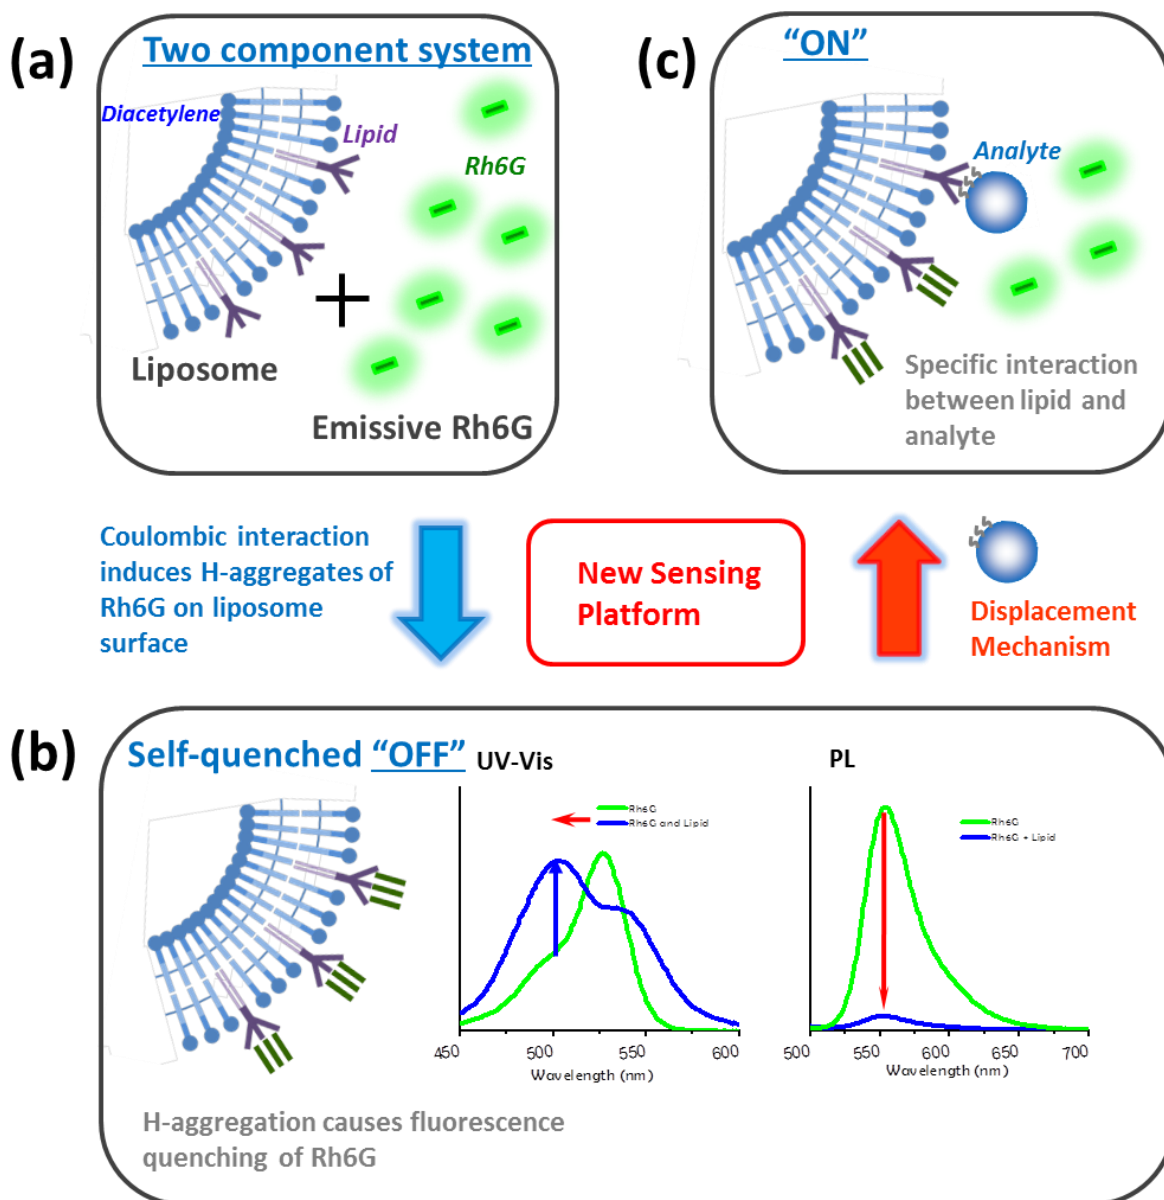 (a)
Two component system
Diacetylene
Lipid
Rh6G
Liposome
Emissive Rh6G
(c)
“ON”
Analyte
Specific interaction
between lipid and
analyte
Coulombic interaction
induces H-aggregates of
Rh6G on liposome
surface
New Sensing
Platform
Displacement
Mechanism
(b)
Self-quenched “OFF”
UV-Vis
Rh6G
Rh6G and Lipid
450 500 550 600
Wavelength (nm)
PL
Rh6G
Rh6G + Lipid
500 550 600 650 700
Wavelength (nm)
H-aggregation causes fluorescence
quenching of Rh6G